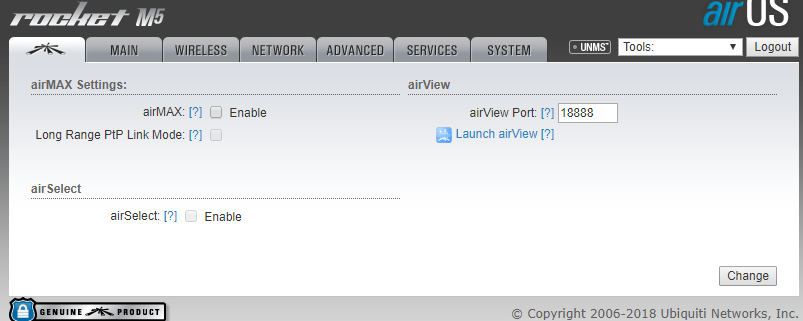 rocket M5
airOS
MAIN WIRELESS NETWORK ADVANCED SERVICES SYSTEM UNMS Tools: Logout
airMAX Settings:
airView
airMAX: [?] Enable
airView Port: [?] 18888
Long Range PtP Link Mode: [?]
Launch airView [?]
airSelect
airSelect: [?] Enable
Change
GENUINE PRODUCT
© Copyright 2006-2018 Ubiquiti Networks, Inc.